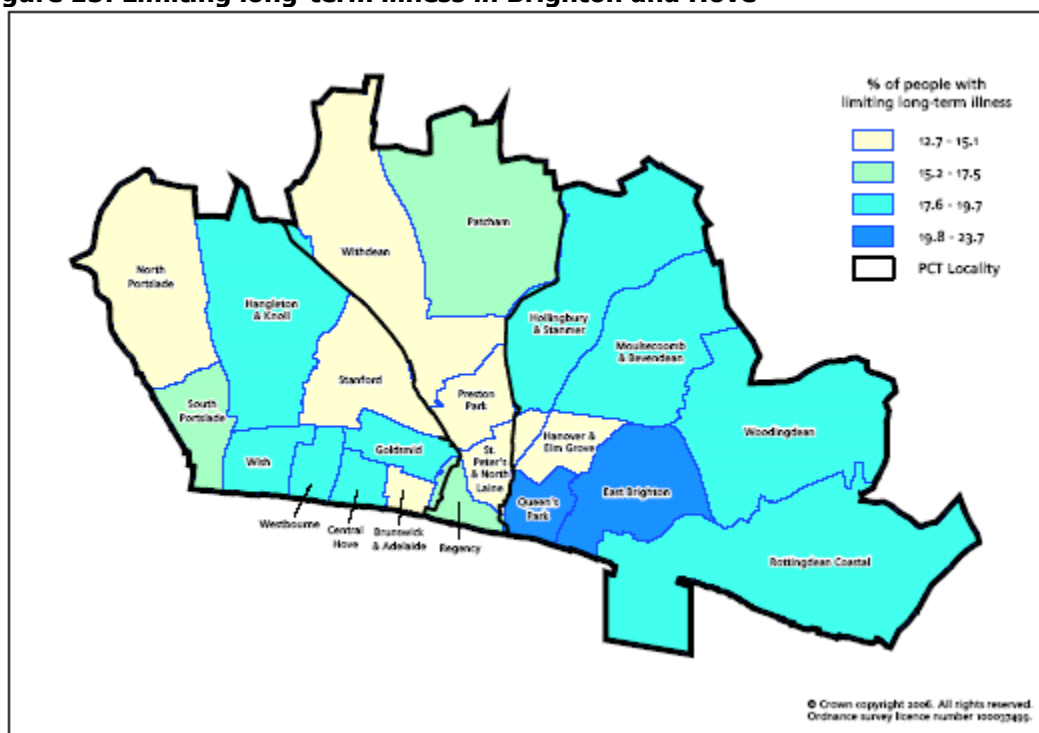 igure 25: Limiting long-term illness in Brighton and Hove
% of people with
limiting long-term illness
12.7 - 15.1
15.2 - 17.5
17.6 - 19.7
19.8 - 23.7
PCT Locality
Patcham
Withdean
North
Portslade
Hangleton
& Knoll
Hollingbury
& Stanmer
Moulsecoomb
& Bevendean
Stanford
Preston
Park
South
Portslade
Woodingdean
Hanover &
Elm Grove
Goldsmid
St.
Peter's
& North
Laine
Wish
East Brighton
Queen's
Park
Westbourne
Central
Hove
Brunswick
& Adelaide
Regency
Rottingdean Coastal
© Crown copyright 2006. All rights reserved.
Ordnance survey licence number 100037499.